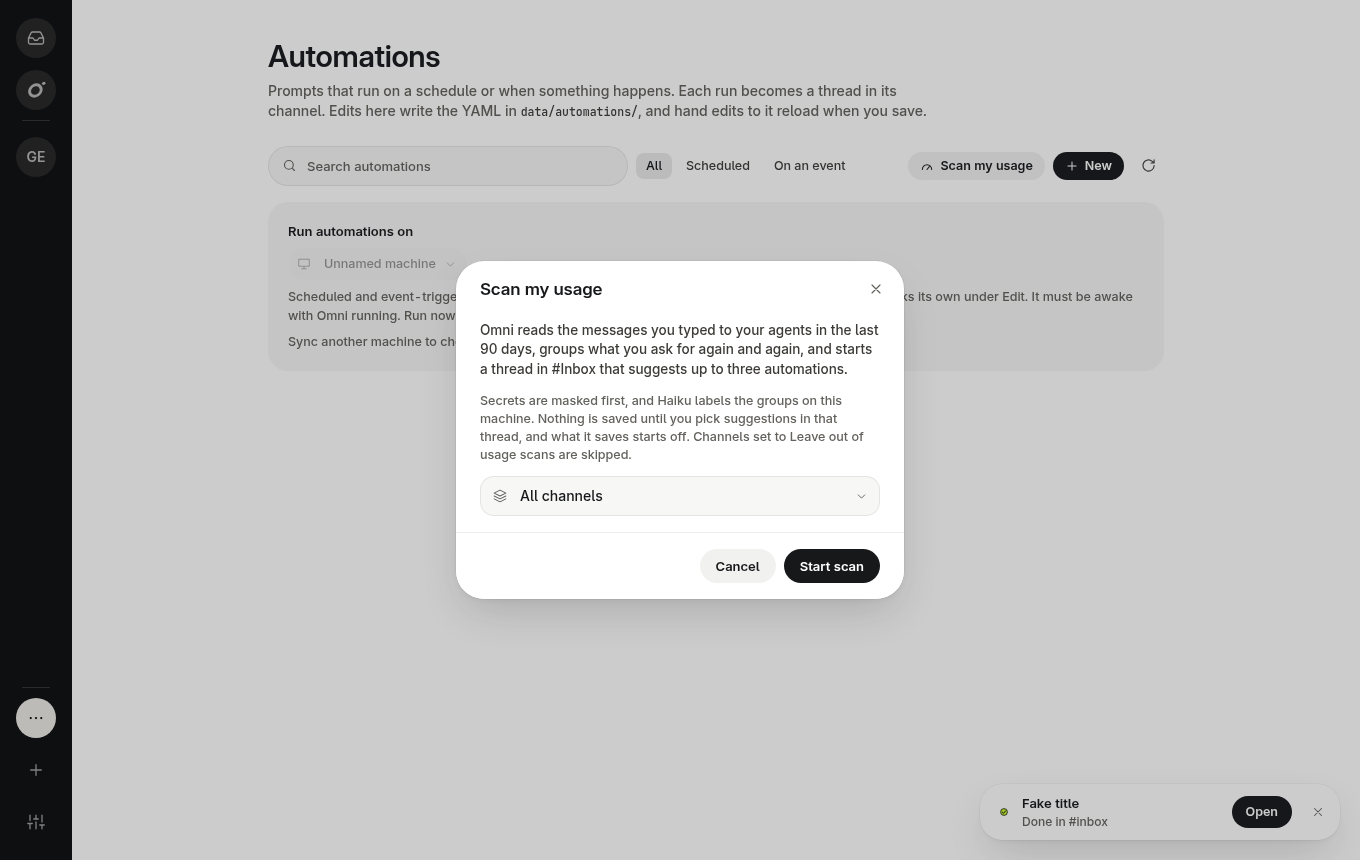 Automations
Prompts that run on a schedule or when something happens. Each run becomes a thread in its
channel. Edits here write the YAML in data/automations/, and hand edits to it reload when you save.
GE
Search automations
All
Scheduled
On an event
Scan my usage
New
Run automations on
Unnamed machine
Scheduled and event-trigge
ks its own under Edit. It must be awake
with Omni running. Run now
Sync another machine to ch
Scan my usage
Omni reads the messages you typed to your agents in the last
90 days, groups what you ask for again and again, and starts
a thread in #Inbox that suggests up to three automations.
Secrets are masked first, and Haiku labels the groups on this
machine. Nothing is saved until you pick suggestions in that
thread, and what it saves starts off. Channels set to Leave out of
usage scans are skipped.
All channels
Cancel
Start scan
Fake title
Done in #inbox
Open